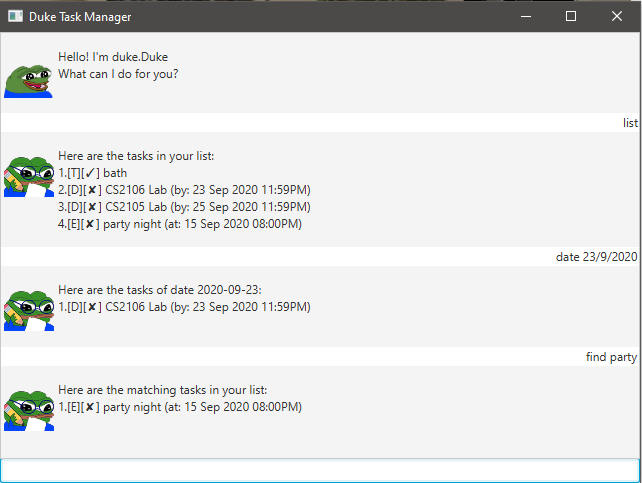 Duke Task Manager
Hello! I'm duke.Duke
What can I do for you?
list
Here are the tasks in your list:
1.[T][✓] bath
2.[D][✘] CS2106 Lab (by: 23 Sep 2020 11:59PM)
3.[D][✘] CS2105 Lab (by: 25 Sep 2020 11:59PM)
4.[E][✘] party night (at: 15 Sep 2020 08:00PM)
date 23/9/2020
Here are the tasks of date 2020-09-23:
1.[D][✘] CS2106 Lab (by: 23 Sep 2020 11:59PM)
find party
Here are the matching tasks in your list:
1.[E][✘] party night (at: 15 Sep 2020 08:00PM)